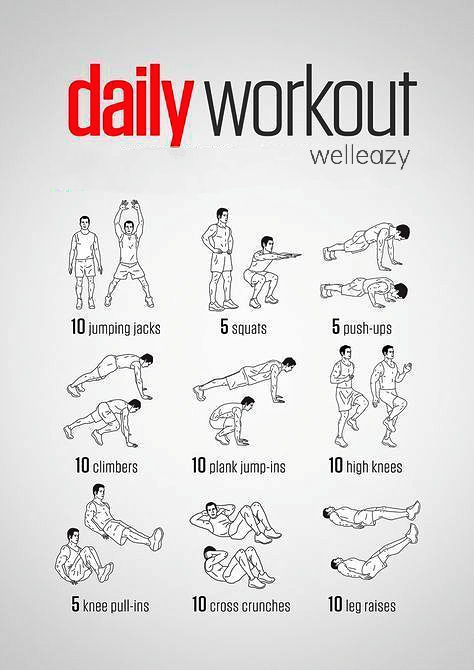 daily workout
welleazy
10 jumping jacks
5 squats
5 push-ups
10 climbers
10 plank jump-ins
10 high knees
5 knee pull-ins
10 cross crunches
10 leg raises